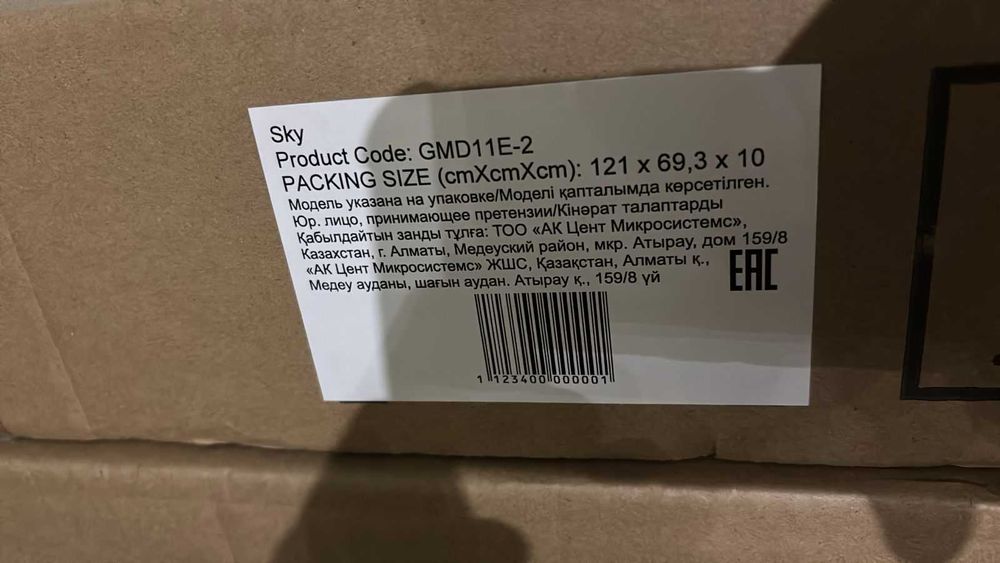 Sky
Product Code: GMD11E-2
PACKING SIZE (cmXcmXcm): 121 x 69,3 x 10
Модель указана на упаковке/Моделі қапталымда көрсетілген.
Юр. лицо, принимающее претензии/Кінәрат талаптарды
Қабылдайтын занды тұлға: ТОО «АК Цент Микросистемс»,
Казахстан, г. Алматы, Медеуский район, мкр. Атырау, дом 159/8
«АК Цент Микросистемс» ЖШС, Қазақстан, Алматы қ.,
Медеу ауданы, шағын аудан. Атырау қ., 159/8 үй
EAC
1 123400 000001